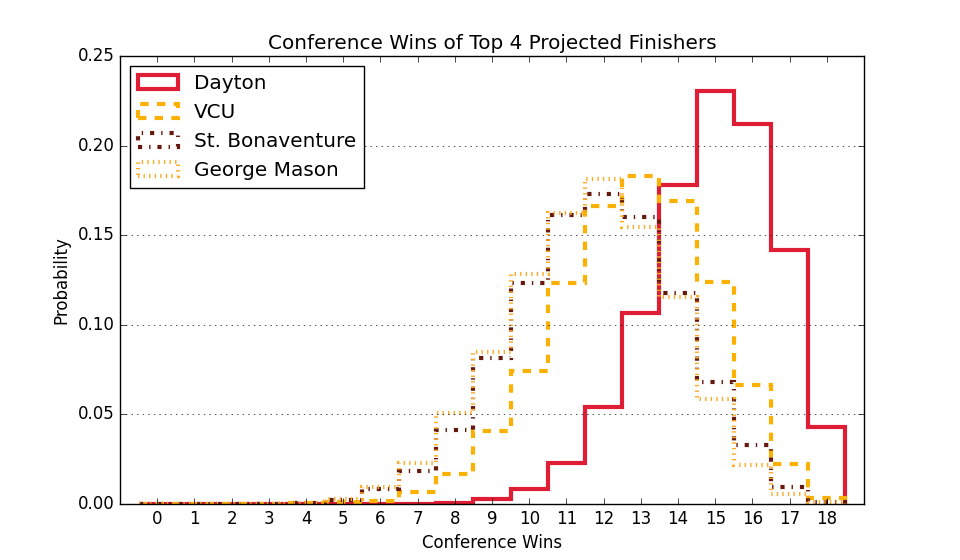 Conference Wins of Top 4 Projected Finishers
0.25
0.20
0.15
0.10
0.05
0.00
Probability
Dayton
VCU
St. Bonaventure
George Mason
0 1 2 3 4 5 6 7 8 9 10 11 12 13 14 15 16 17 18
Conference Wins